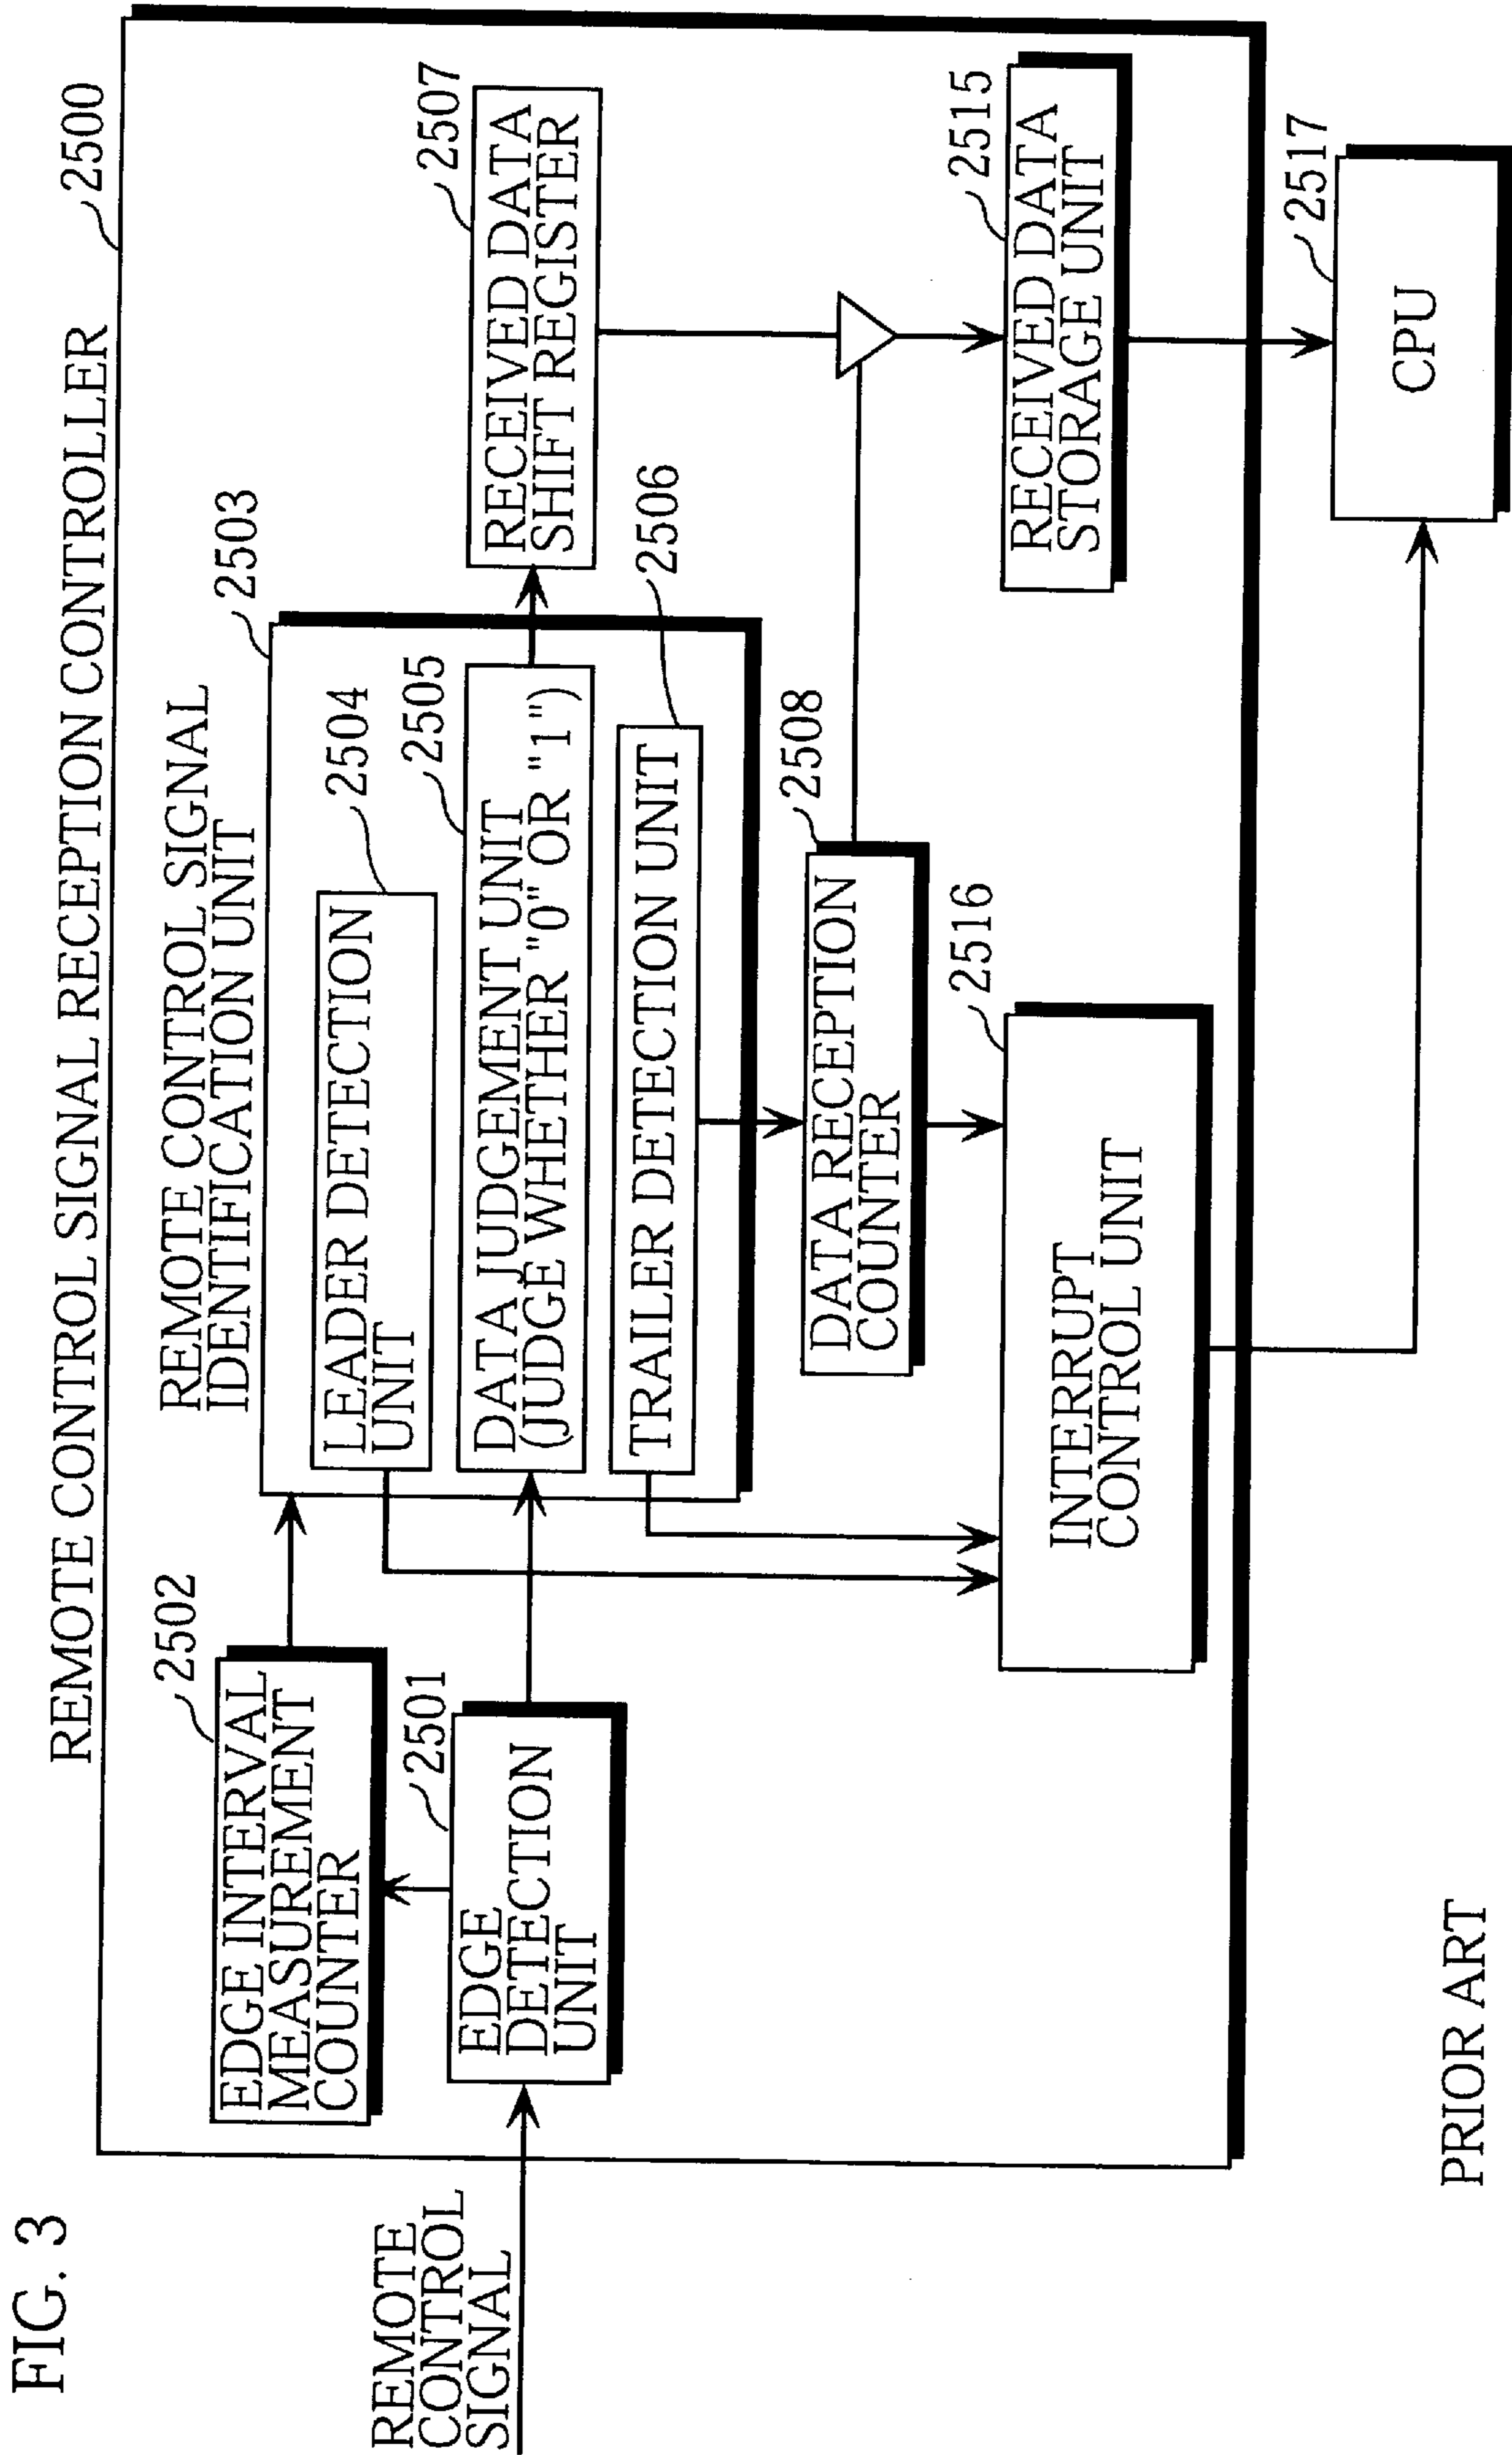 FIG. 3
REMOTE CONTROL SIGNAL RECEPTION CONTROLLER
2500
REMOTE CONTROL SIGNAL
IDENTIFICATION UNIT
2503
EDGE INTERVAL
MEASUREMENT
COUNTER
2502
LEADER DETECTION
UNIT
2504
DATA JUDGEMENT UNIT
(JUDGE WHETHER "0" OR "1")
2505
RECEIVED DATA
SHIFT REGISTER
2507
REMOTE
CONTROL
SIGNAL
EDGE
DETECTION
UNIT
2501
TRAILER DETECTION UNIT
2506
DATA RECEPTION
COUNTER
2508
INTERRUPT
CONTROL UNIT
2516
RECEIVED DATA
STORAGE UNIT
2515
CPU
2517
PRIOR ART